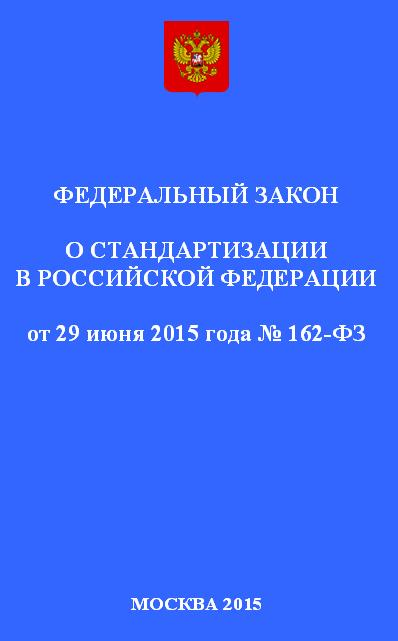 ФЕДЕРАЛЬНЫЙ ЗАКОН
О СТАНДАРТИЗАЦИИ
В РОССИЙСКОЙ ФЕДЕРАЦИИ
от 29 июня 2015 года № 162-ФЗ
МОСКВА 2015